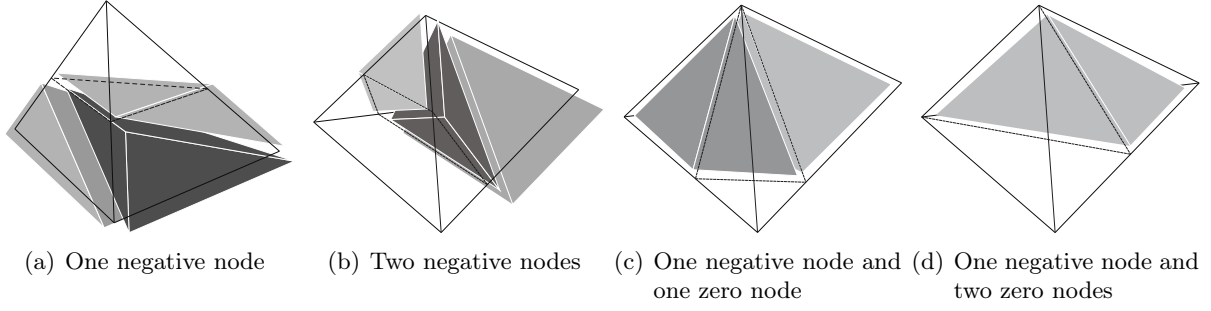 (a) One negative node
(b) Two negative nodes
(c) One negative node and
one zero node
(d) One negative node and
two zero nodes